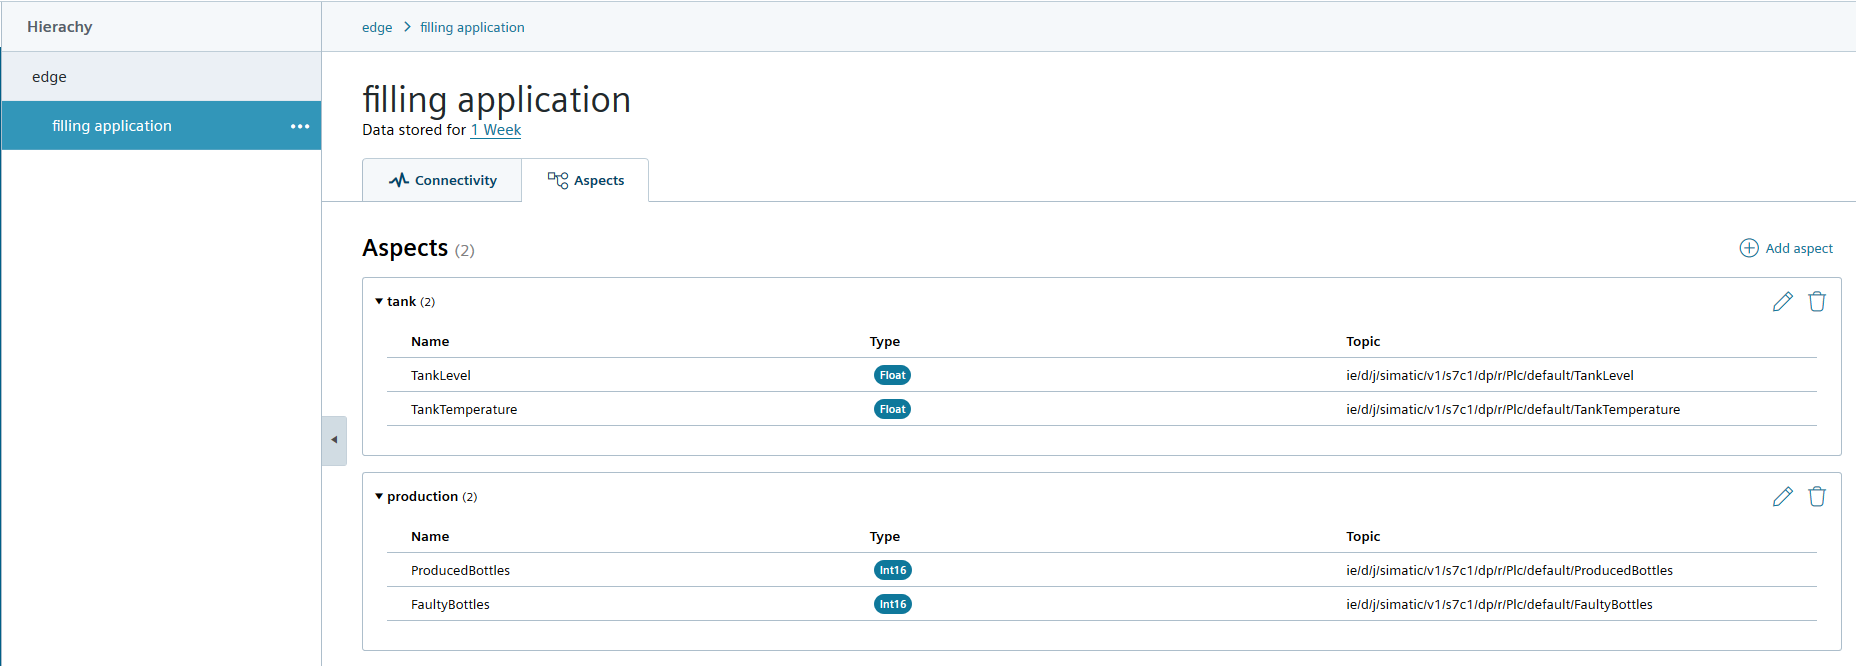 Hierachy
edge
filling application
edge > filling application
filling application
Data stored for 1 Week
Connectivity
Aspects
Aspects (2)
Add aspect
tank (2)
Name Type Topic
TankLevel Float ie/d/j/simatic/v1/s7c1/dp/r/Plc/default/TankLevel
TankTemperature Float ie/d/j/simatic/v1/s7c1/dp/r/Plc/default/TankTemperature
production (2)
Name Type Topic
ProducedBottles Int16 ie/d/j/simatic/v1/s7c1/dp/r/Plc/default/ProducedBottles
FaultyBottles Int16 ie/d/j/simatic/v1/s7c1/dp/r/Plc/default/FaultyBottles